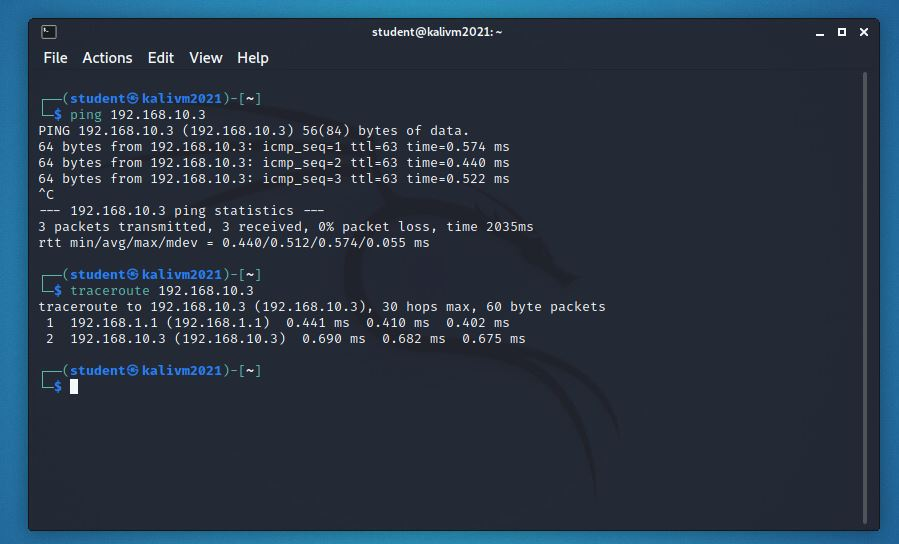 student@kalivm2021: ~
File Actions Edit View Help
┌──(student㉿kalivm2021)-[~]
└─$ ping 192.168.10.3
PING 192.168.10.3 (192.168.10.3) 56(84) bytes of data.
64 bytes from 192.168.10.3: icmp_seq=1 ttl=63 time=0.574 ms
64 bytes from 192.168.10.3: icmp_seq=2 ttl=63 time=0.440 ms
64 bytes from 192.168.10.3: icmp_seq=3 ttl=63 time=0.522 ms
^C
--- 192.168.10.3 ping statistics ---
3 packets transmitted, 3 received, 0% packet loss, time 2035ms
rtt min/avg/max/mdev = 0.440/0.512/0.574/0.055 ms
┌──(student㉿kalivm2021)-[~]
└─$ traceroute 192.168.10.3
traceroute to 192.168.10.3 (192.168.10.3), 30 hops max, 60 byte packets
 1  192.168.1.1 (192.168.1.1)  0.441 ms  0.410 ms  0.402 ms
 2  192.168.10.3 (192.168.10.3)  0.690 ms  0.682 ms  0.675 ms
┌──(student㉿kalivm2021)-[~]
└─$